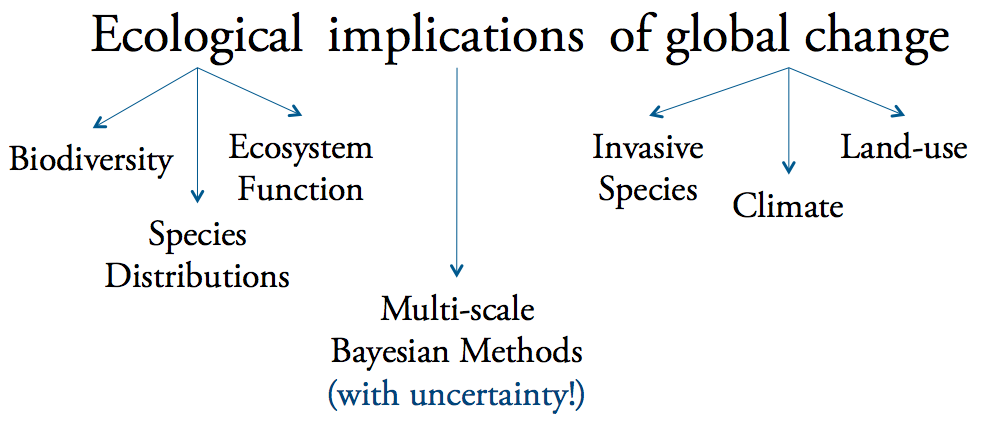 Ecological implications of global change
Biodiversity
Ecosystem
Function
Species
Distributions
Multi-scale
Bayesian Methods
(with uncertainty!)
Invasive
Species
Climate
Land-use